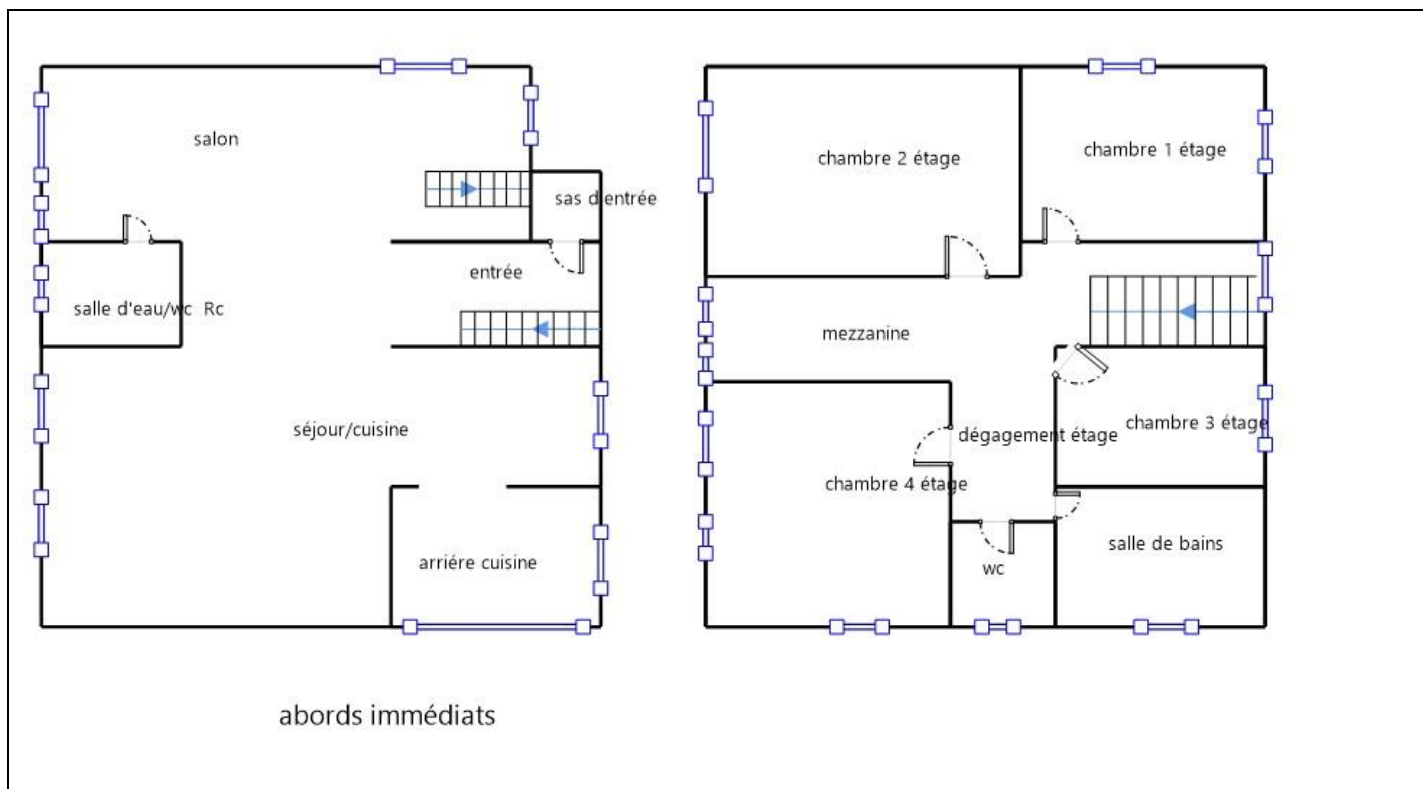 salon
sas d'entrée
entrée
salle d'eau/wc Rc
séjour/cuisine
arriére cuisine
chambre 2 étage
chambre 1 étage
mezzanine
chambre 3 étage
dégagement étage
chambre 4 étage
salle de bains
wc
abords immédiats